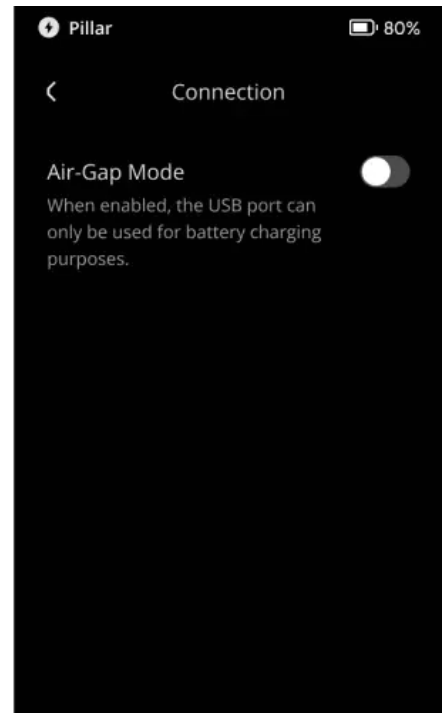 Pillar 80%
Connection
Air-Gap Mode
When enabled, the USB port can
only be used for battery charging
purposes.